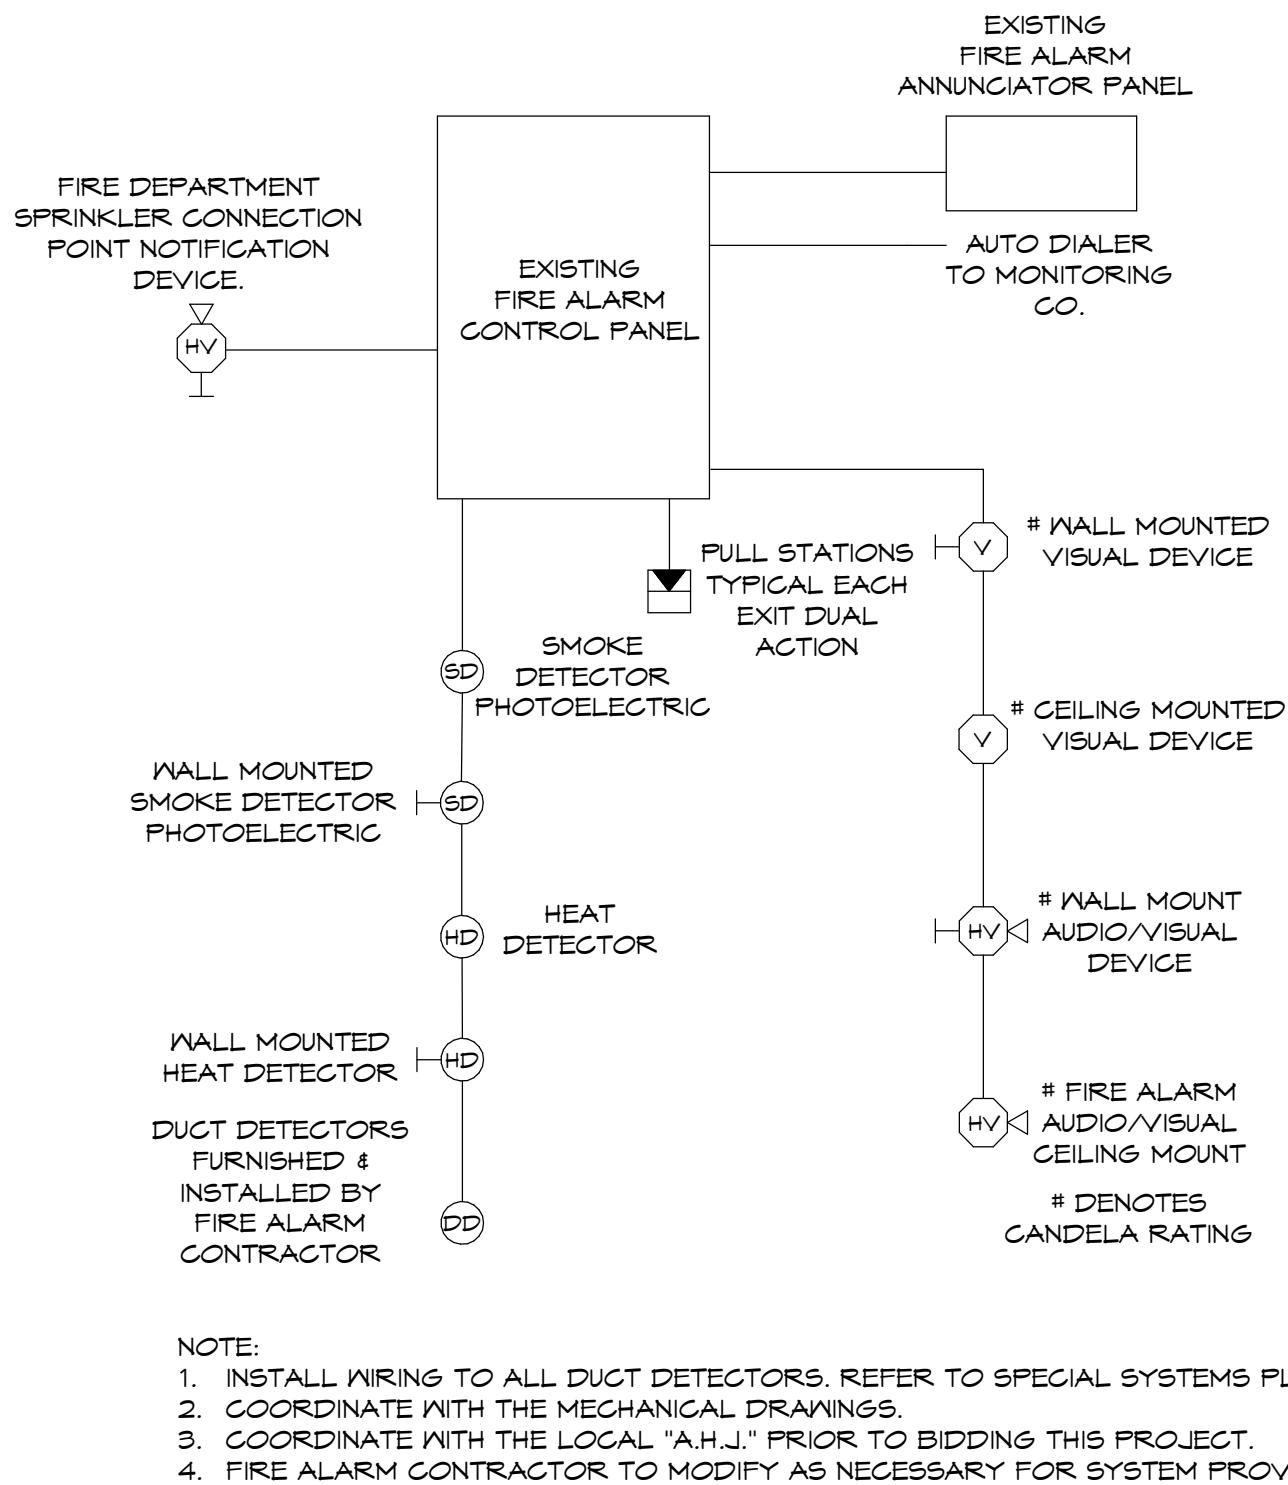 EXISTING
FIRE ALARM
ANNUNCIATOR PANEL
FIRE DEPARTMENT
SPRINKLER CONNECTION
POINT NOTIFICATION
DEVICE.
HV
EXISTING
FIRE ALARM
CONTROL PANEL
AUTO DIALER
TO MONITORING
CO.
PULL STATIONS
TYPICAL EACH
EXIT DUAL
ACTION
V
# WALL MOUNTED
VISUAL DEVICE
SD
SMOKE
DETECTOR
PHOTOELECTRIC
V
# CEILING MOUNTED
VISUAL DEVICE
WALL MOUNTED
SMOKE DETECTOR
PHOTOELECTRIC
SD
HD
HEAT
DETECTOR
HV
# WALL MOUNT
AUDIO/VISUAL
DEVICE
WALL MOUNTED
HEAT DETECTOR
HD
HV
# FIRE ALARM
AUDIO/VISUAL
CEILING MOUNT
DUCT DETECTORS
FURNISHED &
INSTALLED BY
FIRE ALARM
CONTRACTOR
DD
# DENOTES
CANDELA RATING
NOTE:
1. INSTALL WIRING TO ALL DUCT DETECTORS. REFER TO SPECIAL SYSTEMS PL
2. COORDINATE WITH THE MECHANICAL DRAWINGS.
3. COORDINATE WITH THE LOCAL "A.H.J." PRIOR TO BIDDING THIS PROJECT.
4. FIRE ALARM CONTRACTOR TO MODIFY AS NECESSARY FOR SYSTEM PROV